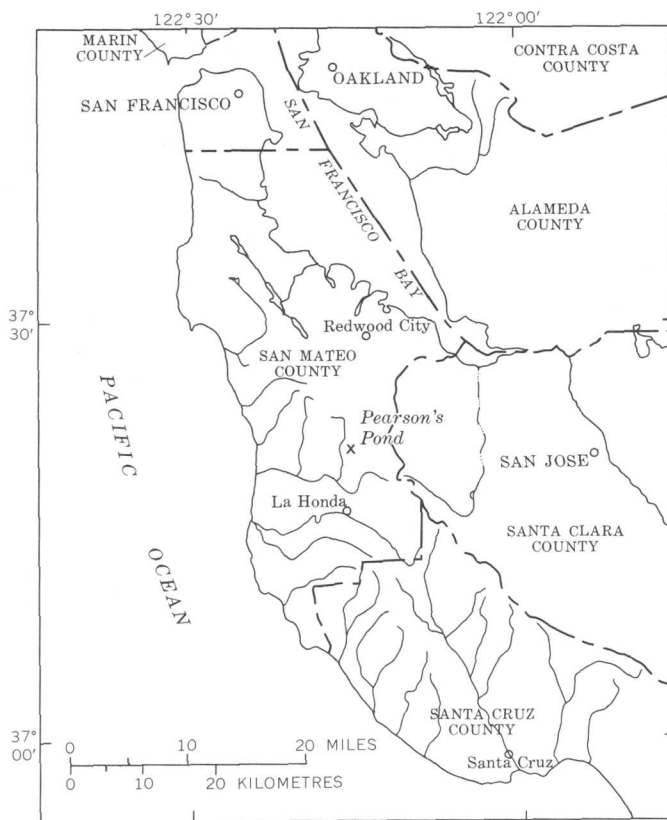 122°30'
122°00'
MARIN
COUNTY
CONTRA COSTA
COUNTY
OAKLAND
SAN FRANCISCO
SAN
FRANCISCO
BAY
ALAMEDA
COUNTY
37°
30'
Redwood City
SAN MATEO
COUNTY
PACIFIC
OCEAN
Pearson's
Pond
x
SAN JOSE
La Honda
SANTA CLARA
COUNTY
SANTA CRUZ
COUNTY
37°
00'
0 10 20 MILES
0 10 20 KILOMETRES
Santa Cruz